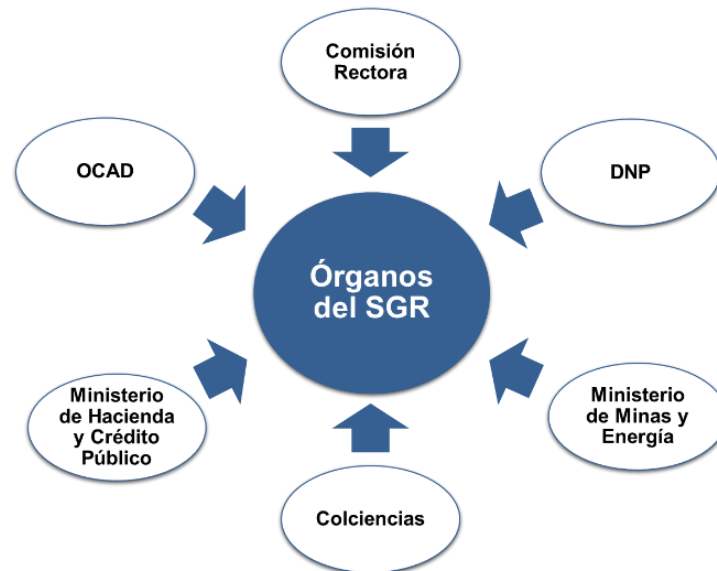 Comisión
Rectora
OCAD
DNP
Órganos
del SGR
Ministerio
de Hacienda
y Crédito
Público
Ministerio
de Minas y
Energía
Colciencias